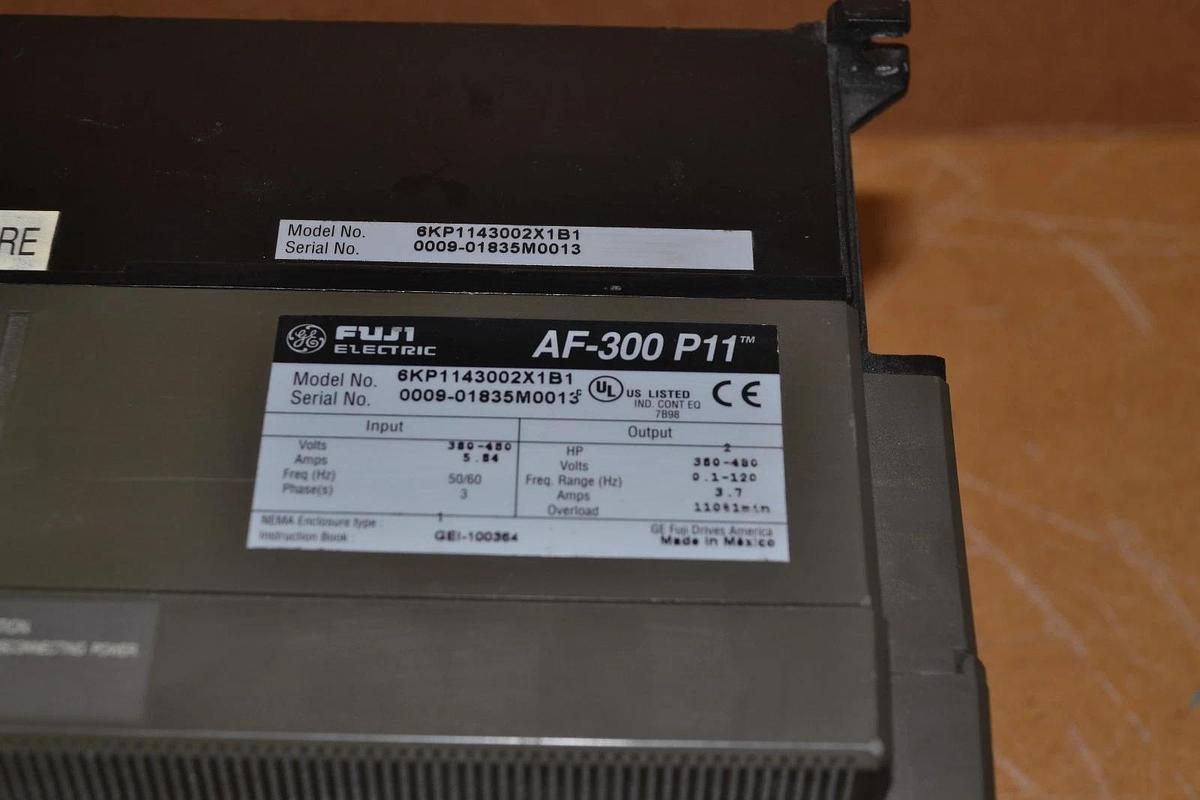 RE
Model No. 6KP1143002X1B1
Serial No. 0009-01835M0013
GE FUJI ELECTRIC AF-300 P11™
Model No. 6KP1143002X1B1
Serial No. 0009-01835M0013
c UL US LISTED
IND. CONT EQ
7B98
CE
Input Output
Volts 380-480
Amps 5.84
Freq (Hz) 50/60
Phase(s) 3
HP 2
Volts 380-480
Freq. Range (Hz) 0.1-120
Amps 3.7
Overload 110%1min
NEMA Enclosure type : 1
Instruction Book : GEI-100364
GE Fuji Drives America
Made in México
DISCONNECTING POWER